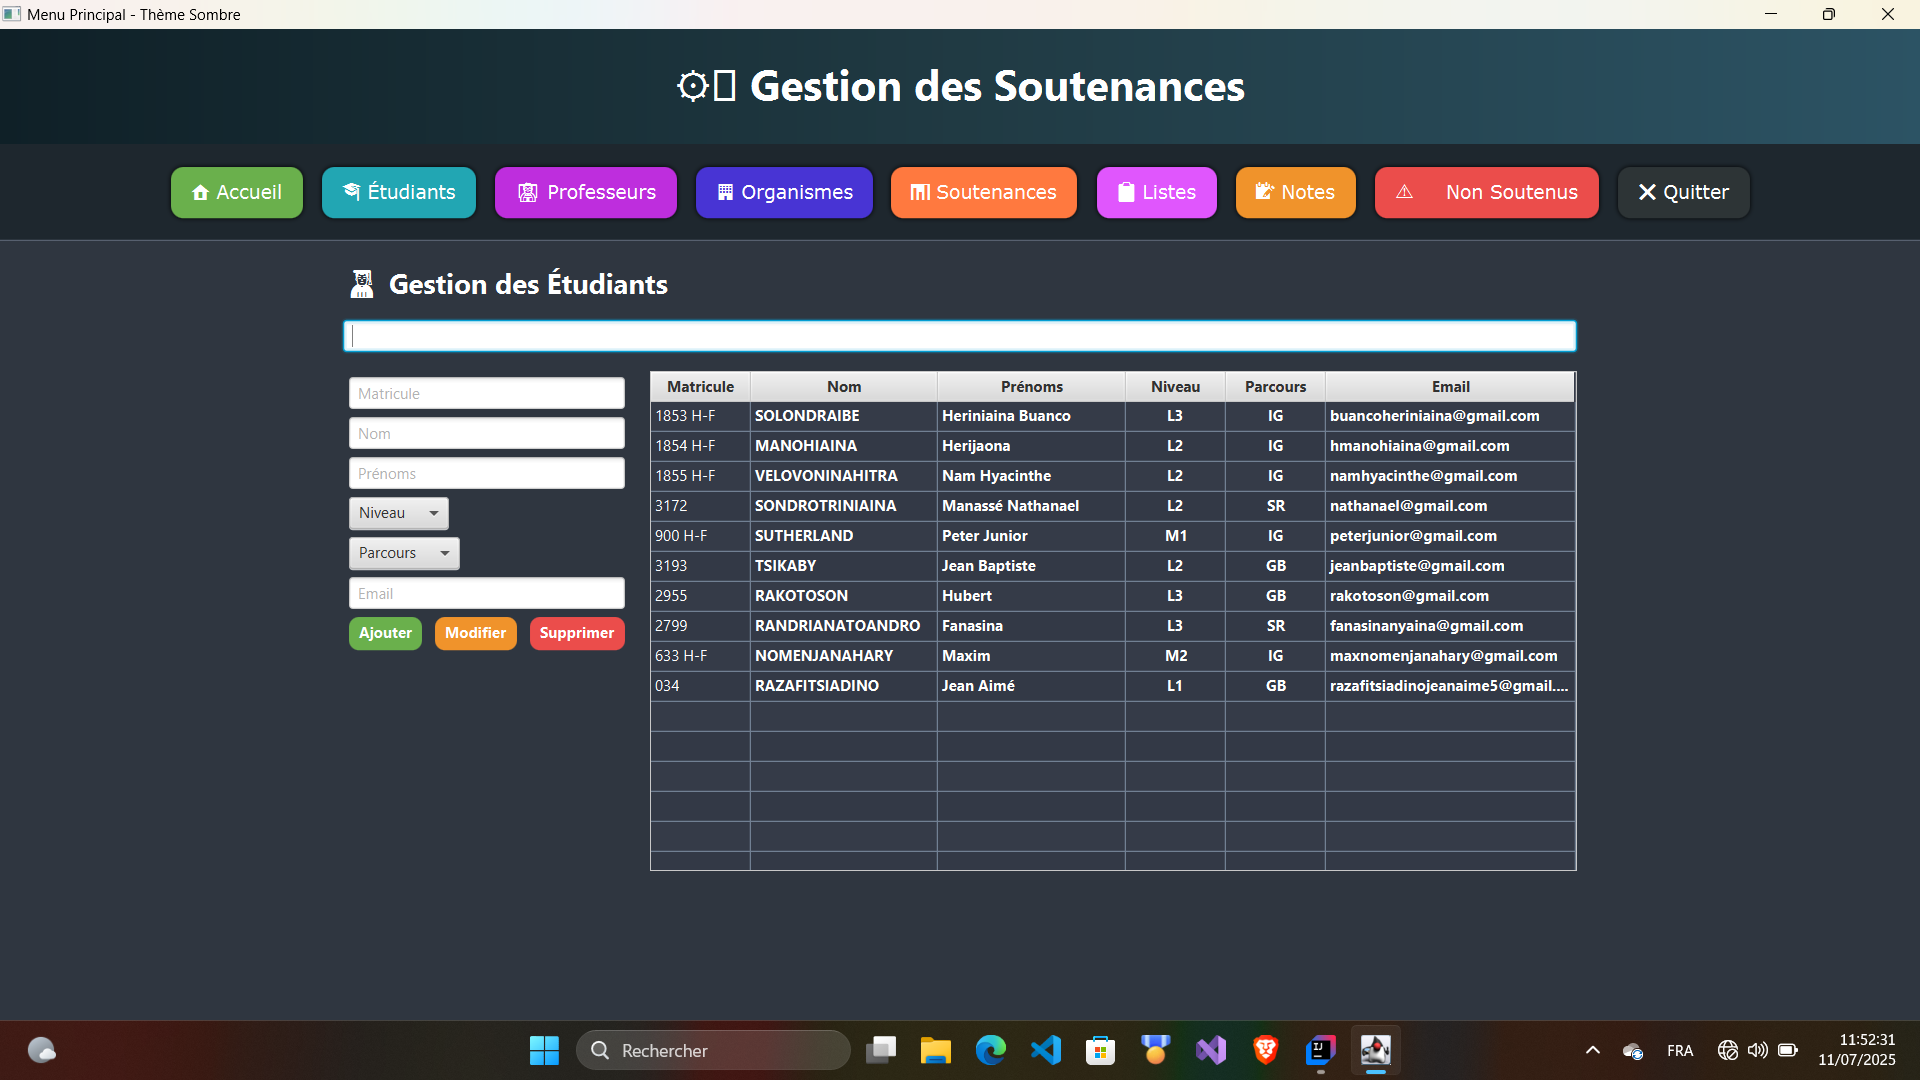 Menu Principal - Thème Sombre
Gestion des Soutenances
Accueil Étudiants Professeurs Organismes Soutenances Listes Notes Non Soutenus Quitter
Gestion des Étudiants
Matricule
Nom
Prénoms
Niveau
Parcours
Email
Ajouter Modifier Supprimer
Matricule Nom Prénoms Niveau Parcours Email
1853 H-F SOLONDRAIBE Heriniaina Buanco L3 IG buancoheriniaina@gmail.com
1854 H-F MANOHIAINA Herijaona L2 IG hmanohiaina@gmail.com
1855 H-F VELOVONINAHITRA Nam Hyacinthe L2 IG namhyacinthe@gmail.com
3172 SONDROTRINIAINA Manassé Nathanael L2 SR nathanael@gmail.com
900 H-F SUTHERLAND Peter Junior M1 IG peterjunior@gmail.com
3193 TSIKABY Jean Baptiste L2 GB jeanbaptiste@gmail.com
2955 RAKOTOSON Hubert L3 GB rakotoson@gmail.com
2799 RANDRIANATOANDRO Fanasina L3 SR fanasinanyaina@gmail.com
633 H-F NOMENJANAHARY Maxim M2 IG maxnomenjanahary@gmail.com
034 RAZAFITSIADINO Jean Aimé L1 GB razafitsiadinojeanaime5@gmail....
Rechercher
IJ
FRA
11:52:31
11/07/2025